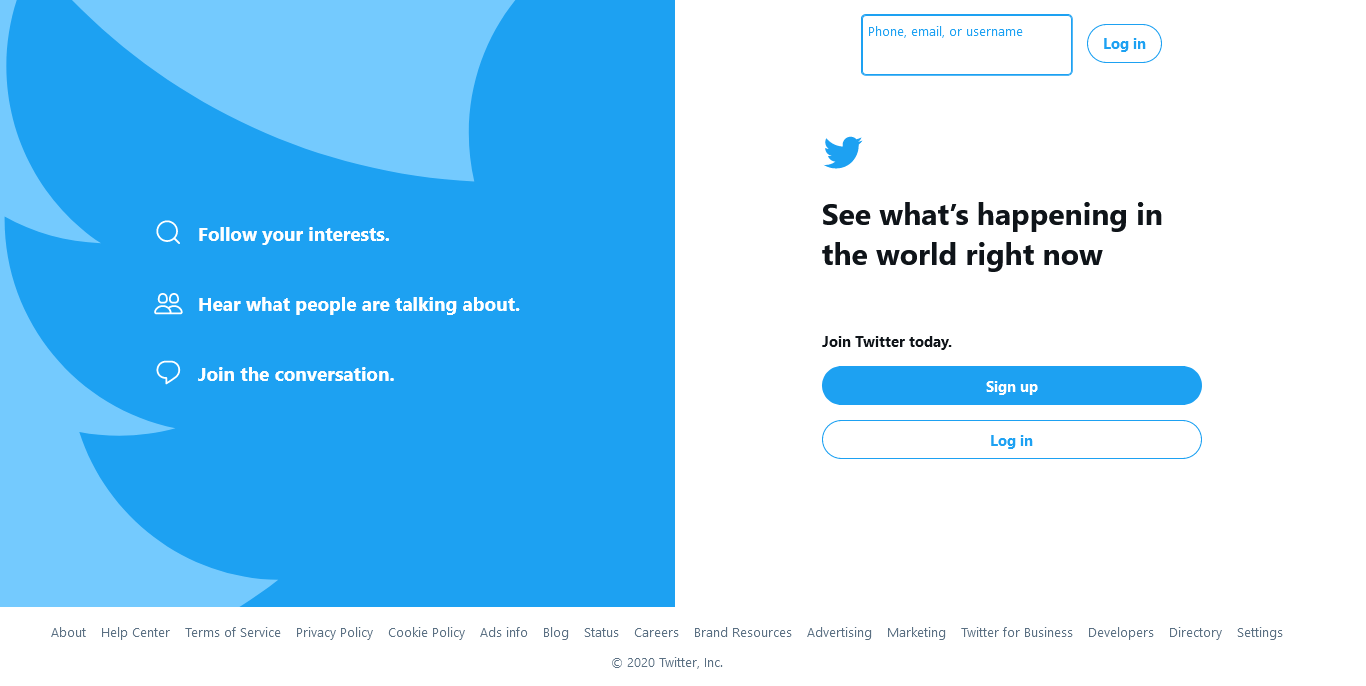 Phone, email, or username
Log in
Follow your interests.
Hear what people are talking about.
Join the conversation.
See what’s happening in
the world right now
Join Twitter today.
Sign up
Log in
About Help Center Terms of Service Privacy Policy Cookie Policy Ads info Blog Status Careers Brand Resources Advertising Marketing Twitter for Business Developers Directory Settings
© 2020 Twitter, Inc.